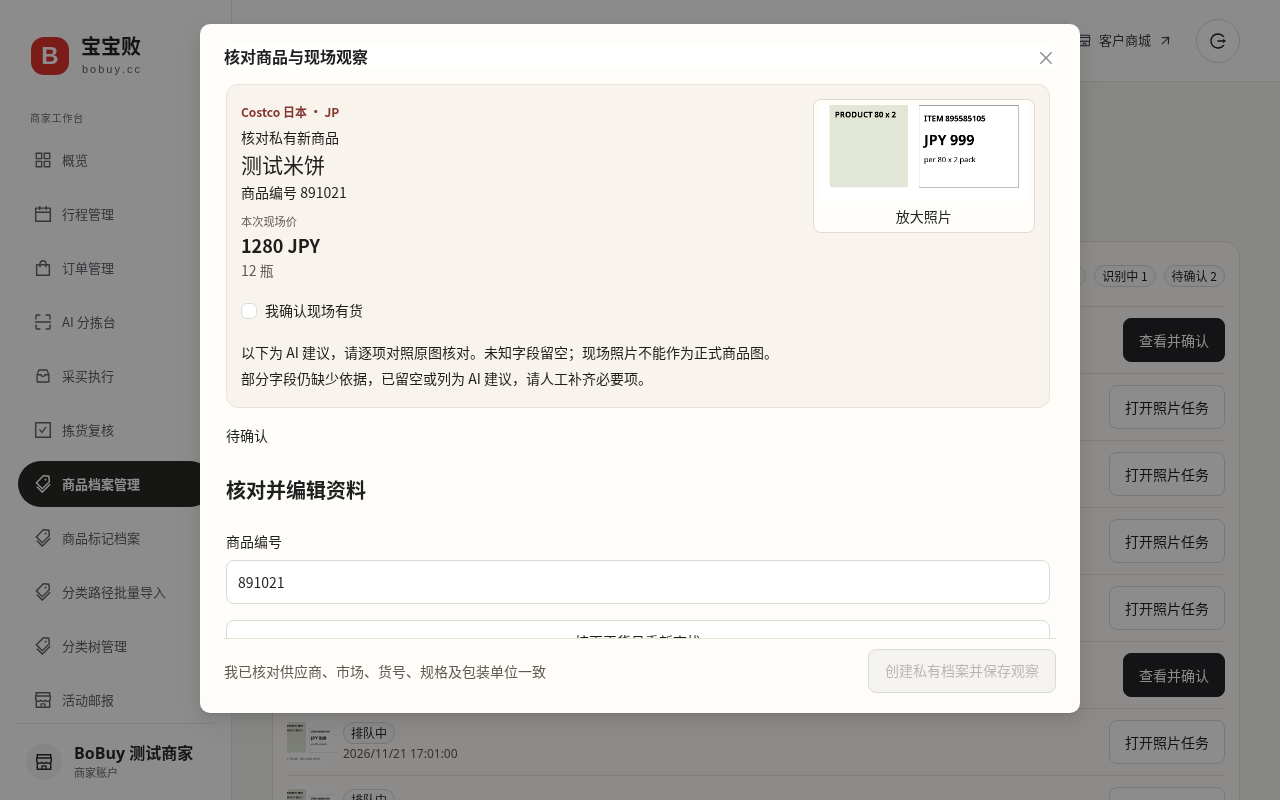 B
宝宝败
bobuy.cc
商家工作台
概览
行程管理
订单管理
AI 分拣台
采买执行
拣货复核
商品档案管理
商品标记档案
分类路径批量导入
分类树管理
活动邮报
BoBuy 测试商家
商家账户
客户商城
识别中 1
待确认 2
查看并确认
打开照片任务
打开照片任务
打开照片任务
打开照片任务
查看并确认
排队中
2026/11/21 17:01:00
打开照片任务
排队中
核对商品与现场观察
Costco 日本 · JP
核对私有新商品
测试米饼
商品编号 891021
本次现场价
1280 JPY
12 瓶
我确认现场有货
以下为 AI 建议，请逐项对照原图核对。未知字段留空；现场照片不能作为正式商品图。
部分字段仍缺少依据，已留空或列为 AI 建议，请人工补齐必要项。
PRODUCT 80 x 2
ITEM 895585105
JPY 999
per 80 x 2 pack
放大照片
待确认
核对并编辑资料
商品编号
891021
我已核对供应商、市场、货号、规格及包装单位一致
创建私有档案并保存观察